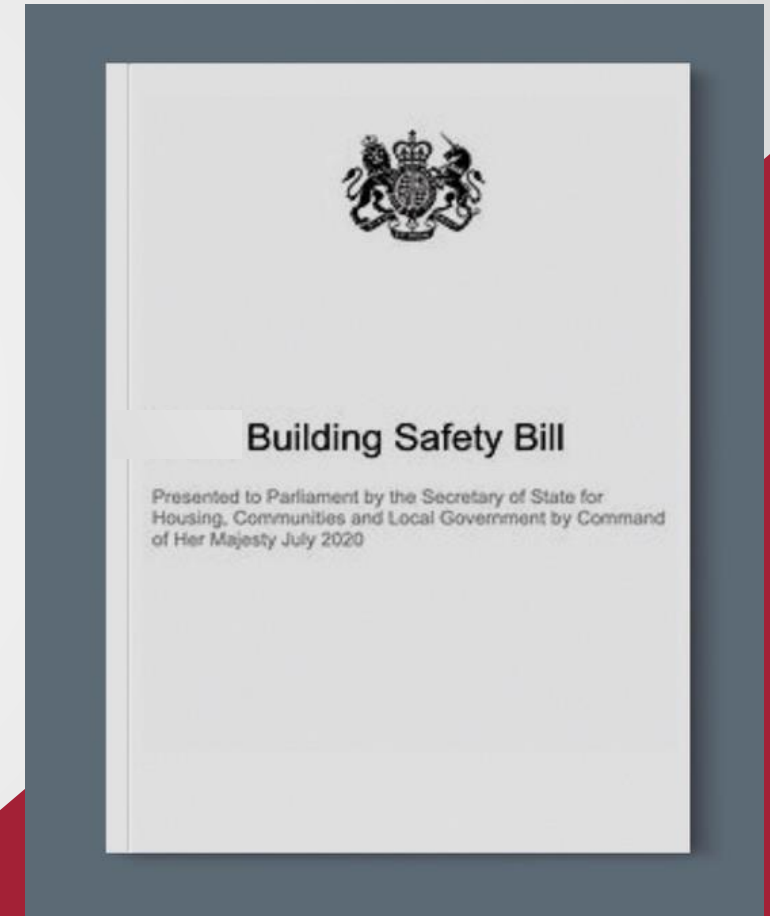 Building Safety Bill
Presented to Parliament by the Secretary of State for
Housing, Communities and Local Government by Command
of Her Majesty July 2020